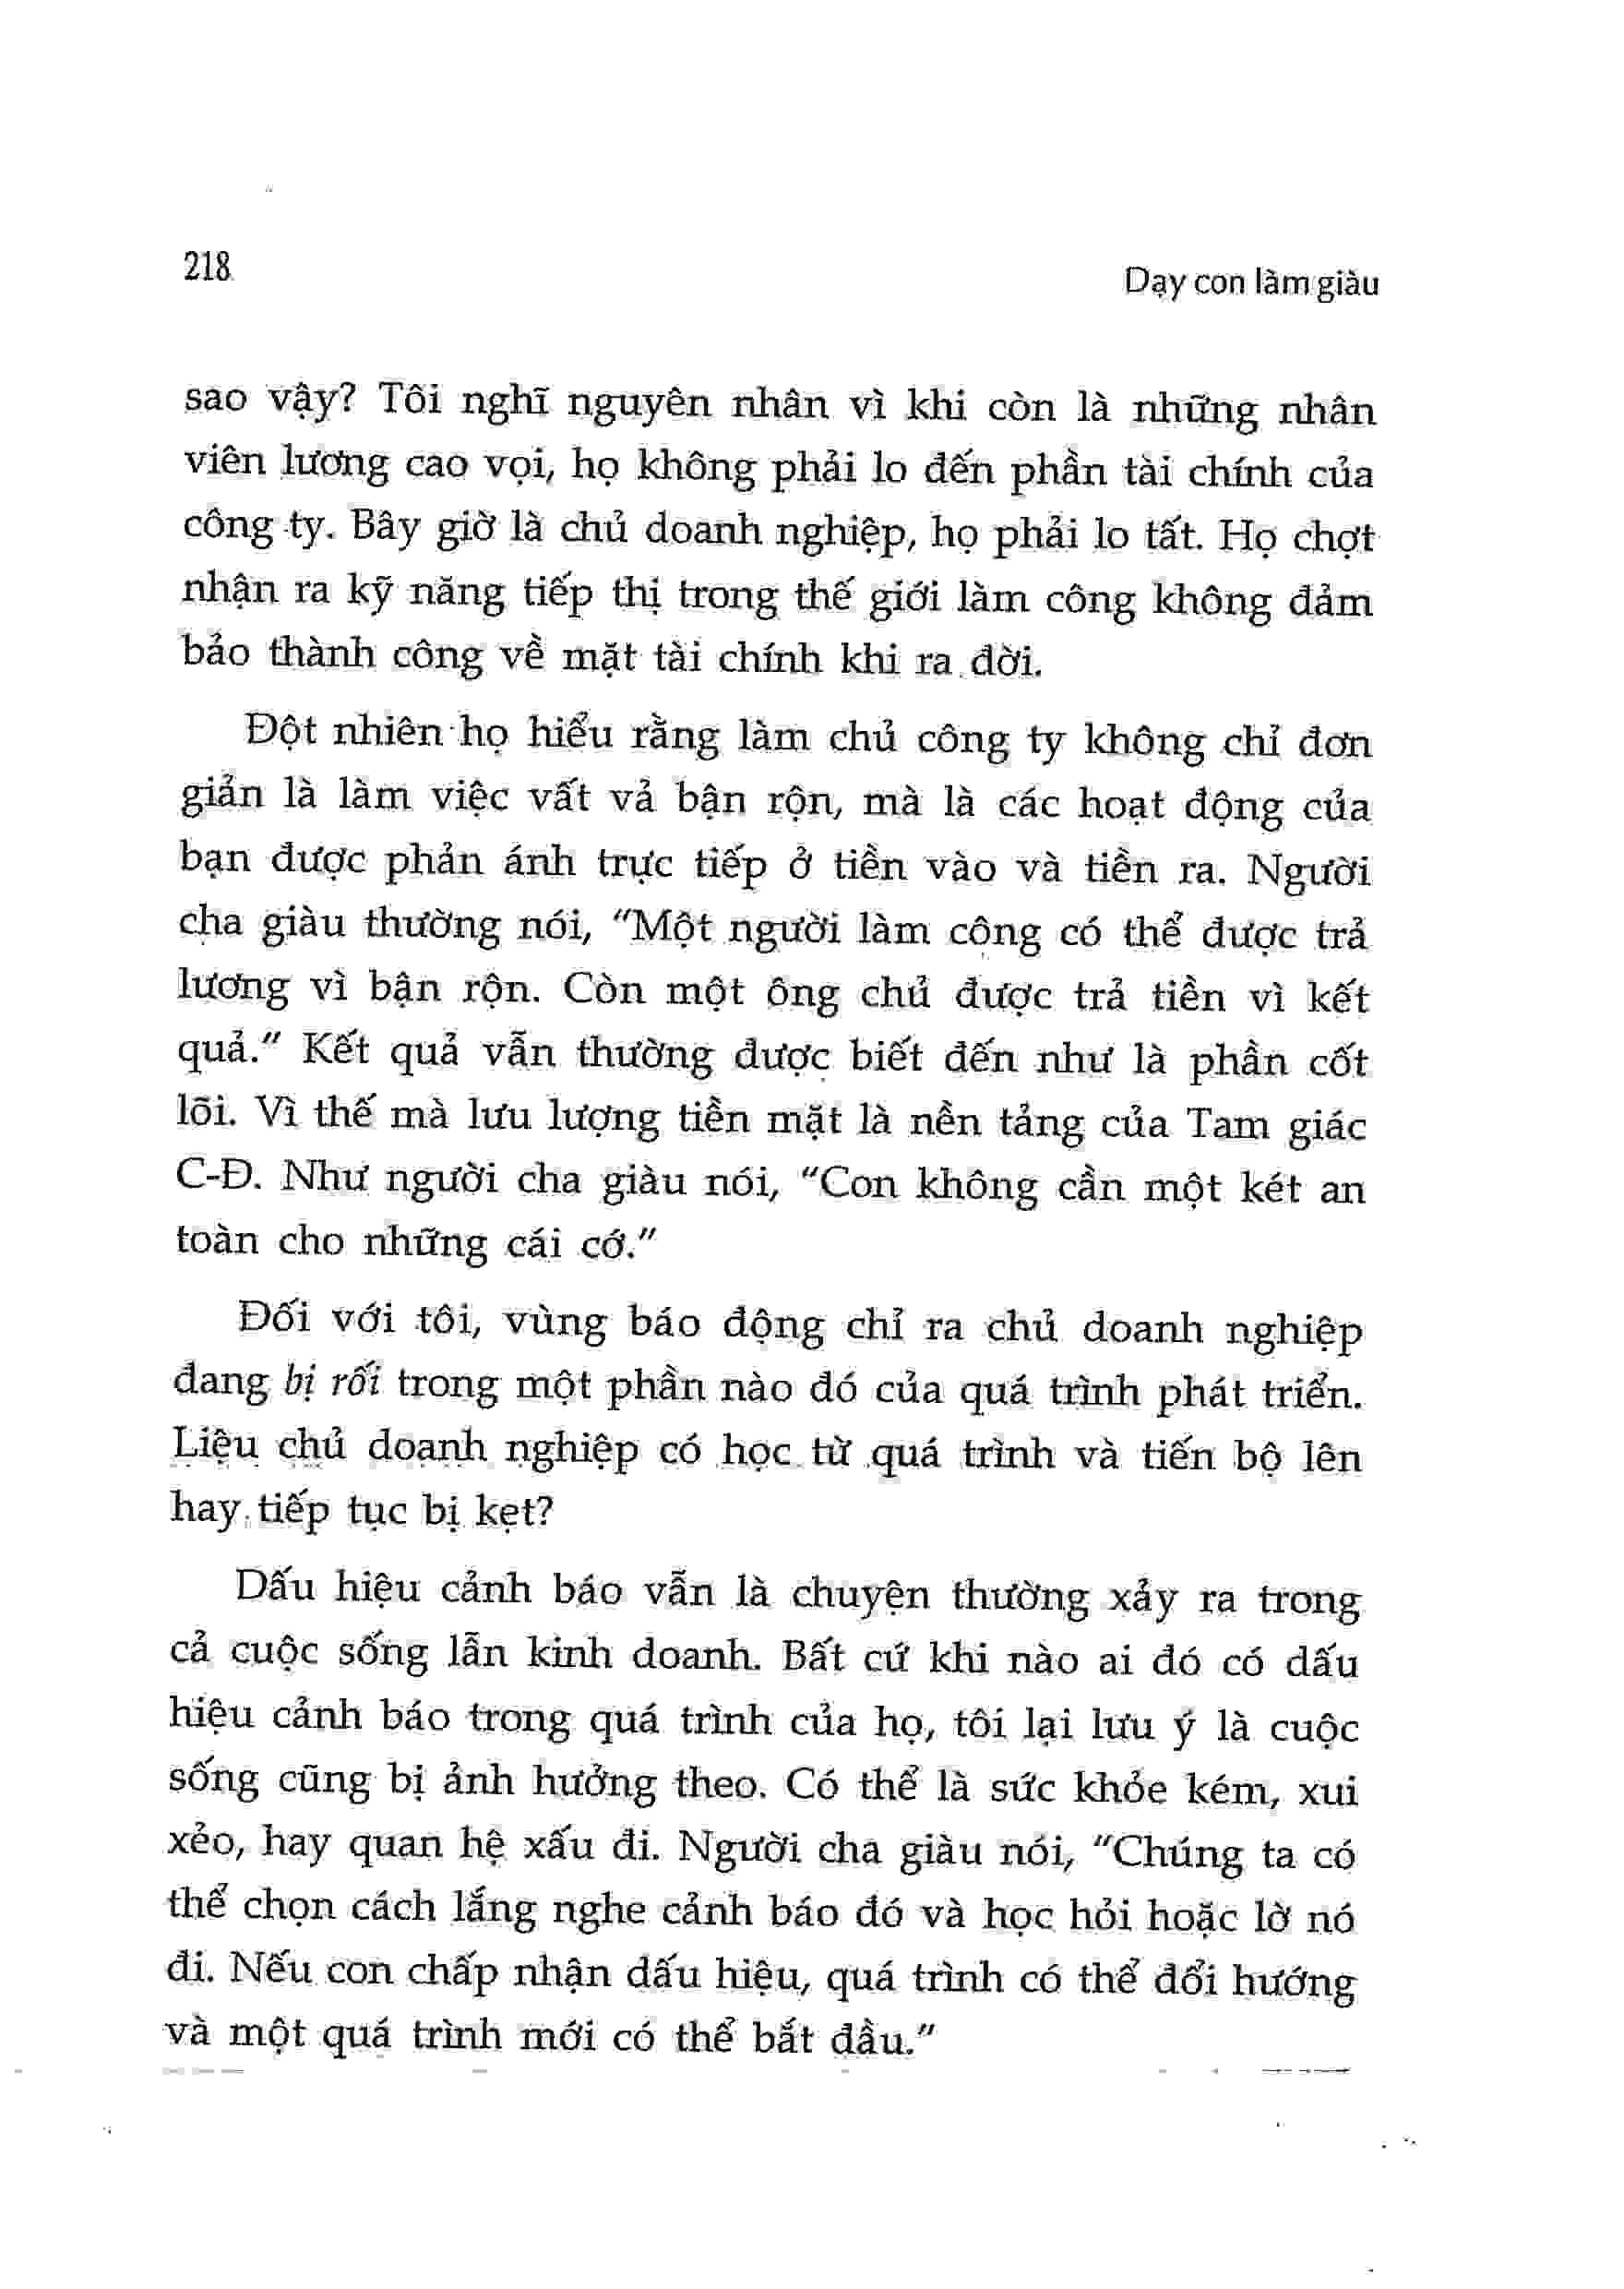 218
Dạy con làm giàu
sao vậy? Tôi nghĩ nguyên nhân vì khi còn là những nhân
viên lương cao vọi, họ không phải lo đến phần tài chính của
công ty. Bây giờ là chủ doanh nghiệp, họ phải lo tất. Họ chợt
nhận ra kỹ năng tiếp thị trong thế giới làm công không đảm
bảo thành công về mặt tài chính khi ra đời.
Đột nhiên họ hiểu rằng làm chủ công ty không chỉ đơn
giản là làm việc vất vả bận rộn, mà là các hoạt động của
bạn được phản ánh trực tiếp ở tiền vào và tiền ra. Người
cha giàu thường nói, "Một người làm công có thể được trả
lương vì bận rộn. Còn một ông chủ được trả tiền vì kết
quả." Kết quả vẫn thường được biết đến như là phần cốt
lõi. Vì thế mà lưu lượng tiền mặt là nền tảng của Tam giác
C-Đ. Như người cha giàu nói, "Con không cần một két an
toàn cho những cái cớ."
Đối với tôi, vùng báo động chỉ ra chủ doanh nghiệp
đang bị rối trong một phần nào đó của quá trình phát triển.
Liệu chủ doanh nghiệp có học từ quá trình và tiến bộ lên
hay tiếp tục bị kẹt?
Dấu hiệu cảnh báo vẫn là chuyện thường xảy ra trong
cả cuộc sống lẫn kinh doanh. Bất cứ khi nào ai đó có dấu
hiệu cảnh báo trong quá trình của họ, tôi lại lưu ý là cuộc
sống cũng bị ảnh hưởng theo. Có thể là sức khỏe kém, xui
xẻo, hay quan hệ xấu đi. Người cha giàu nói, "Chúng ta có
thể chọn cách lắng nghe cảnh báo đó và học hỏi hoặc lờ nó
đi. Nếu con chấp nhận dấu hiệu, quá trình có thể đổi hướng
và một quá trình mới có thể bắt đầu."